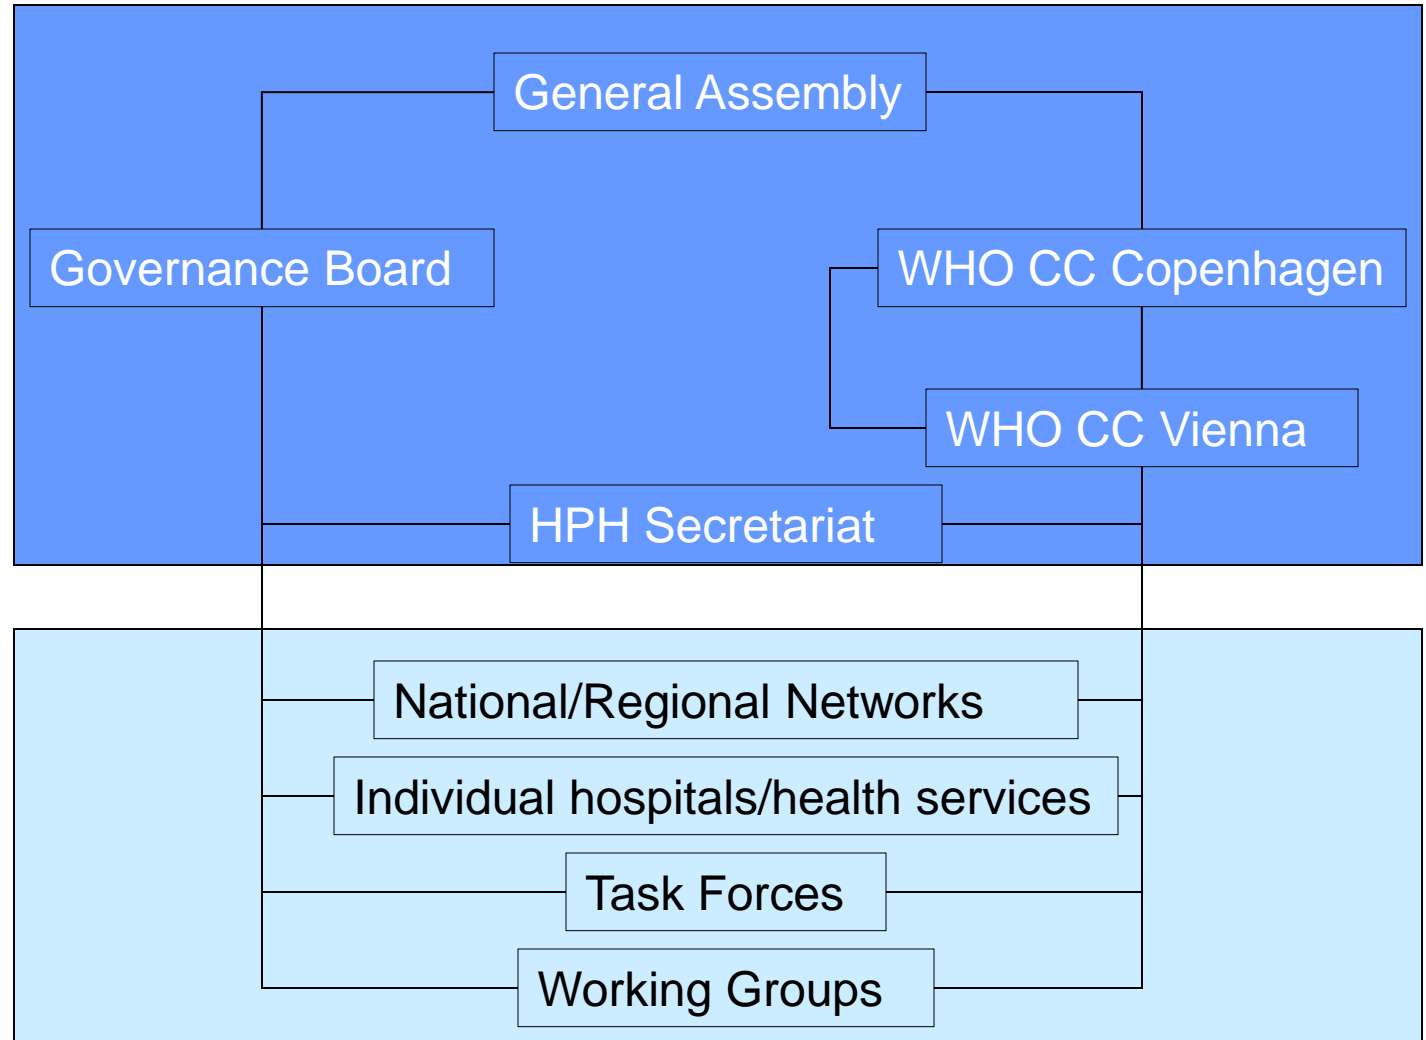 General Assembly
Governance Board
WHO CC Copenhagen
WHO CC Vienna
HPH Secretariat
National/Regional Networks
Individual hospitals/health services
Task Forces
Working Groups